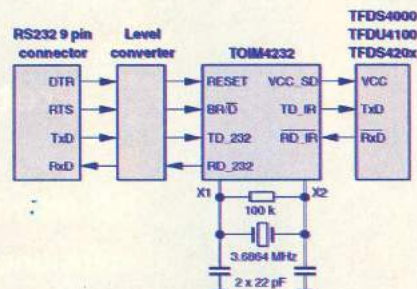 TFDS4000
RS232 9 pin Level TFDU4100
connector converter TOIM4232 TFDS420x
DTR RESET VCC_SD VCC
RTS BR/D TD_IR TxD
TxD TD_232 RD_IR RxD
RxD RD_232
X1 X2
100 k
3.6864 MHz
2 x 22 pF